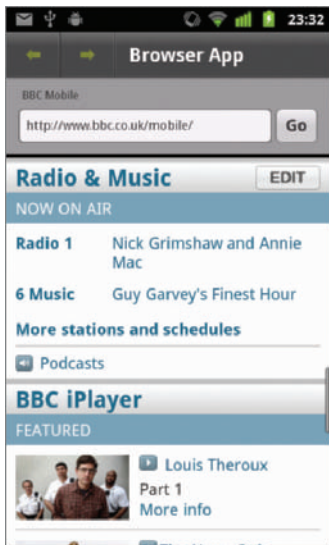 23:32
Browser App
BBC Mobile
http://www.bbc.co.uk/mobile/
Go
Radio & Music
EDIT
NOW ON AIR
Radio 1
Nick Grimshaw and Annie
Mac
6 Music
Guy Garvey's Finest Hour
More stations and schedules
Podcasts
BBC iPlayer
FEATURED
Louis Theroux
Part 1
More info